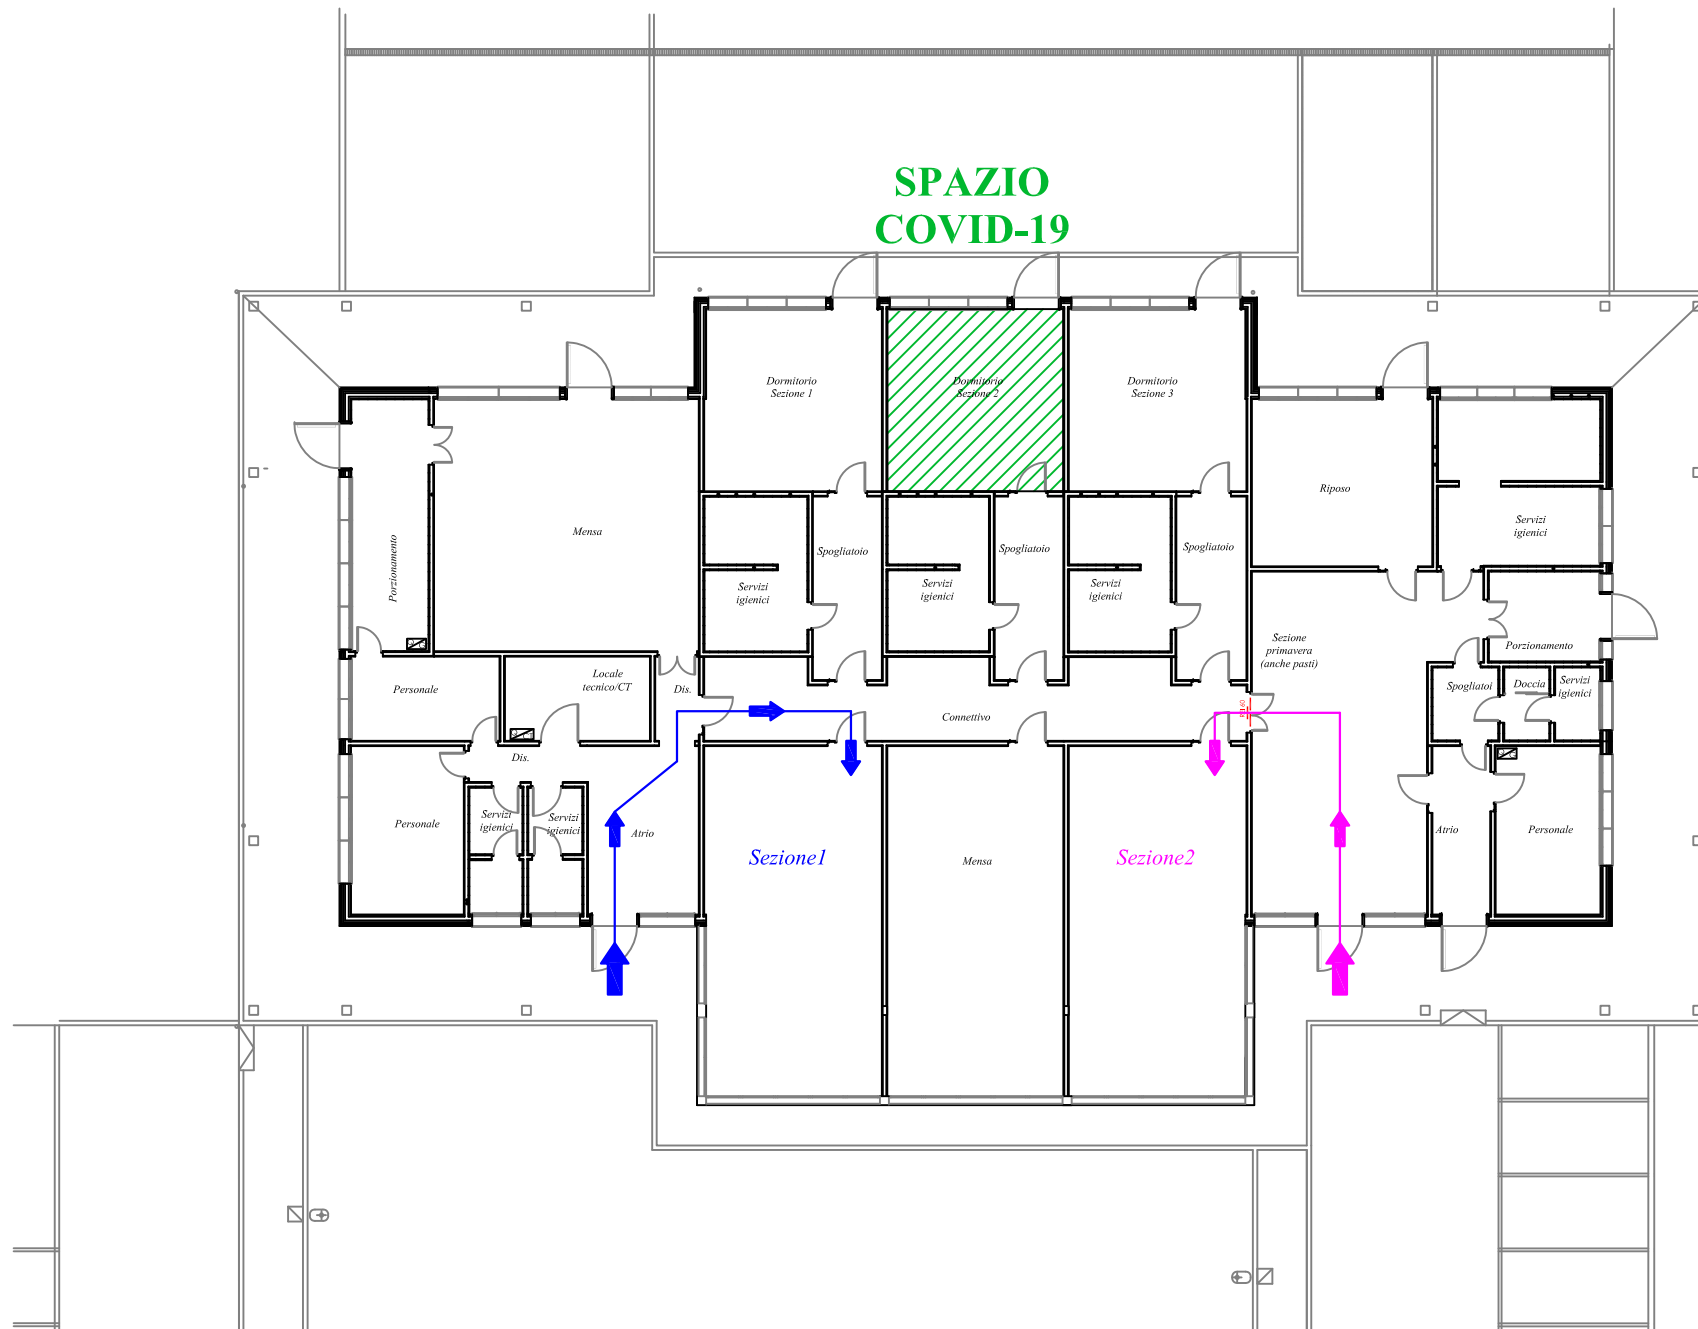 SPAZIO
COVID-19
Dormitorio
Sezione 1
Dormitorio
Sezione 2
Dormitorio
Sezione 3
Riposo
Mensa
Porzionamento
Servizi
igienici
Spogliatoio
Servizi
igienici
Spogliatoio
Servizi
igienici
Spogliatoio
Servizi
igienici
Sezione
primavera
(anche pasti)
Porzionamento
Personale
Locale
tecnico/CT
Dis.
Connettivo
Spogliatoi
Doccia
Servizi
igienici
Dis.
Personale
Servizi
igienici
Servizi
igienici
Atrio
Sezione1
Mensa
Sezione2
Atrio
Personale